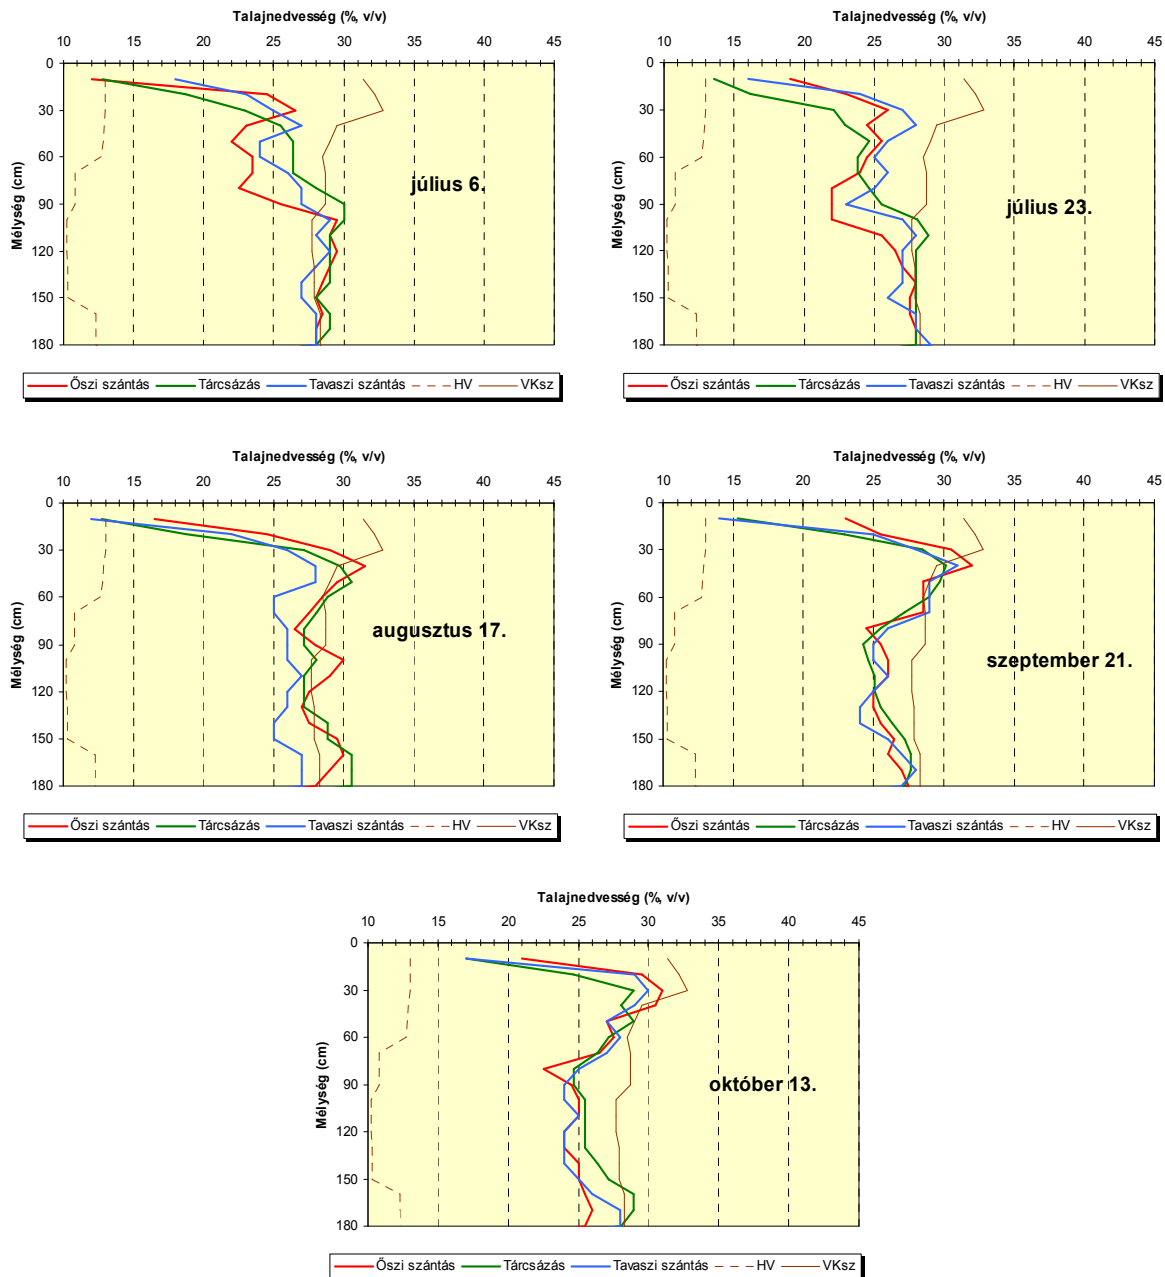 Talajnedvesség (%, v/v)
10 15 20 25 30 35 40 45
0
30
60
90
120
150
180
Mélység (cm)
július 6.
Őszi szántás Tárcsázás Tavaszi szántás HV VKsz
Talajnedvesség (%, v/v)
10 15 20 25 30 35 40 45
0
30
60
90
120
150
180
Mélység (cm)
július 23.
Őszi szántás Tárcsázás Tavaszi szántás HV VKsz
Talajnedvesség (%, v/v)
10 15 20 25 30 35 40 45
0
30
60
90
120
150
180
Mélység (cm)
augusztus 17.
Őszi szántás Tárcsázás Tavaszi szántás HV VKsz
Talajnedvesség (%, v/v)
10 15 20 25 30 35 40 45
0
30
60
90
120
150
180
Mélység (cm)
szeptember 21.
Őszi szántás Tárcsázás Tavaszi szántás HV VKsz
Talajnedvesség (%, v/v)
10 15 20 25 30 35 40 45
0
30
60
90
120
150
180
Mélység (cm)
október 13.
Őszi szántás Tárcsázás Tavaszi szántás HV VKsz